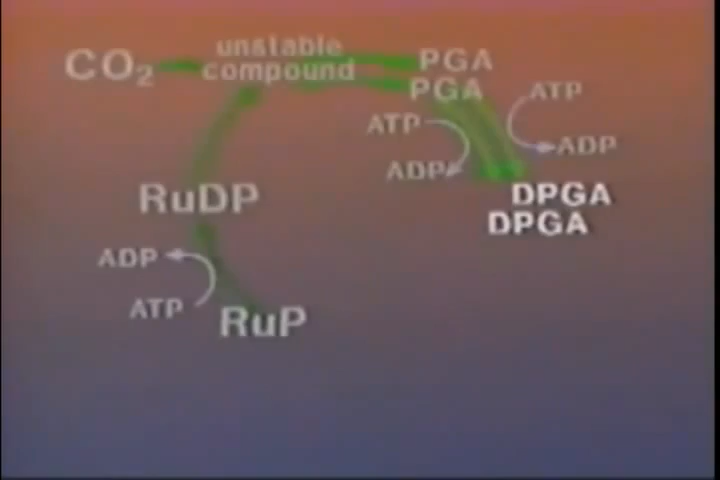 CO2
unstable
compound
PGA
PGA
ATP
ADP
ATP
ADP
DPGA
DPGA
RuDP
ADP
ATP
RuP